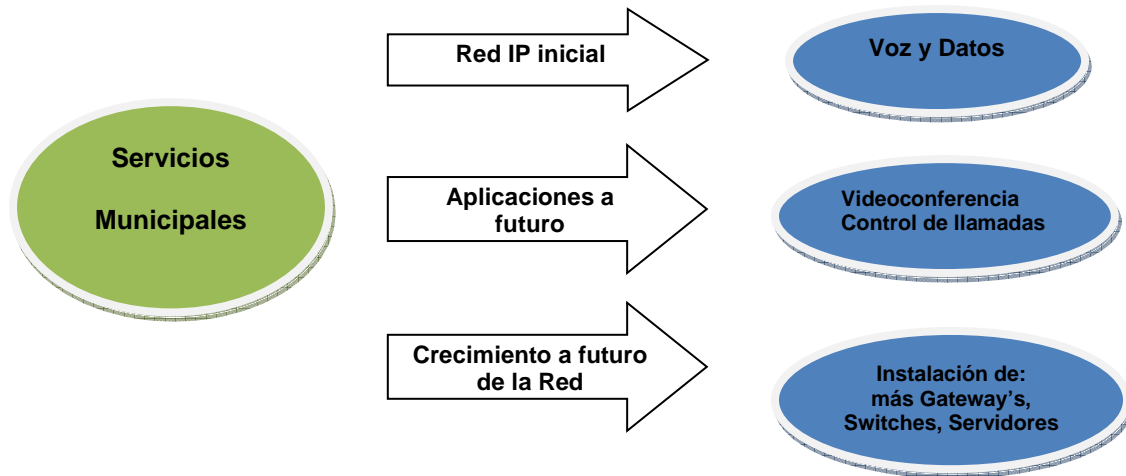 Servicios
Municipales
Red IP inicial
Voz y Datos
Aplicaciones a
futuro
Videoconferencia
Control de llamadas
Crecimiento a futuro
de la Red
Instalación de:
más Gateway's,
Switches, Servidores